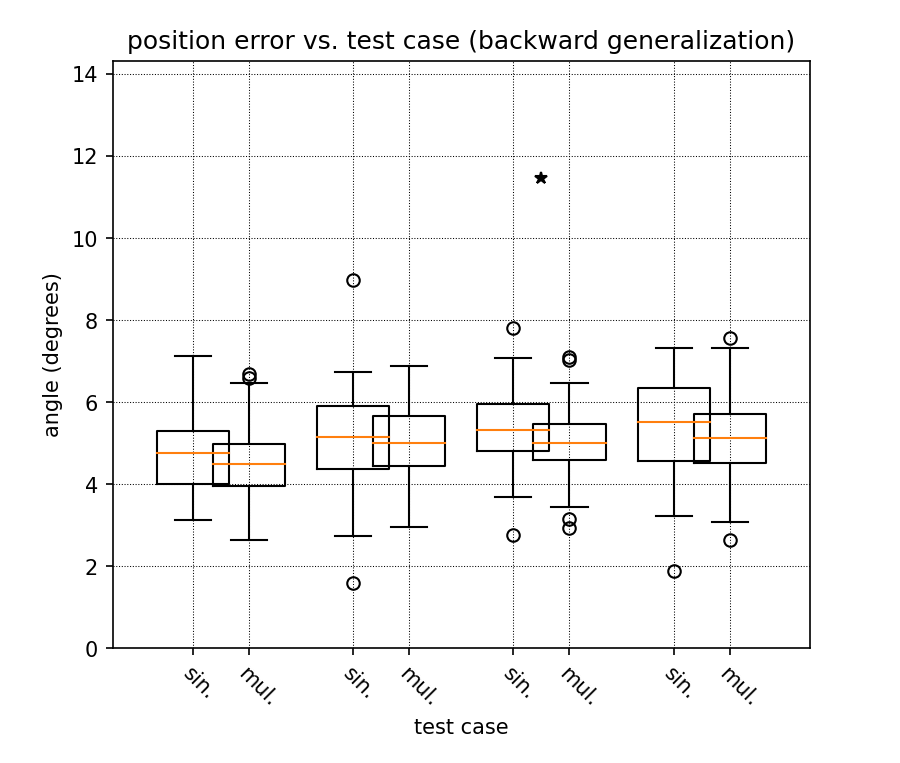 position error vs. test case (backward generalization)
14
12
10
8
6
4
2
0
angle (degrees)
sin. mul. sin. mul. sin. mul. sin. mul.
test case